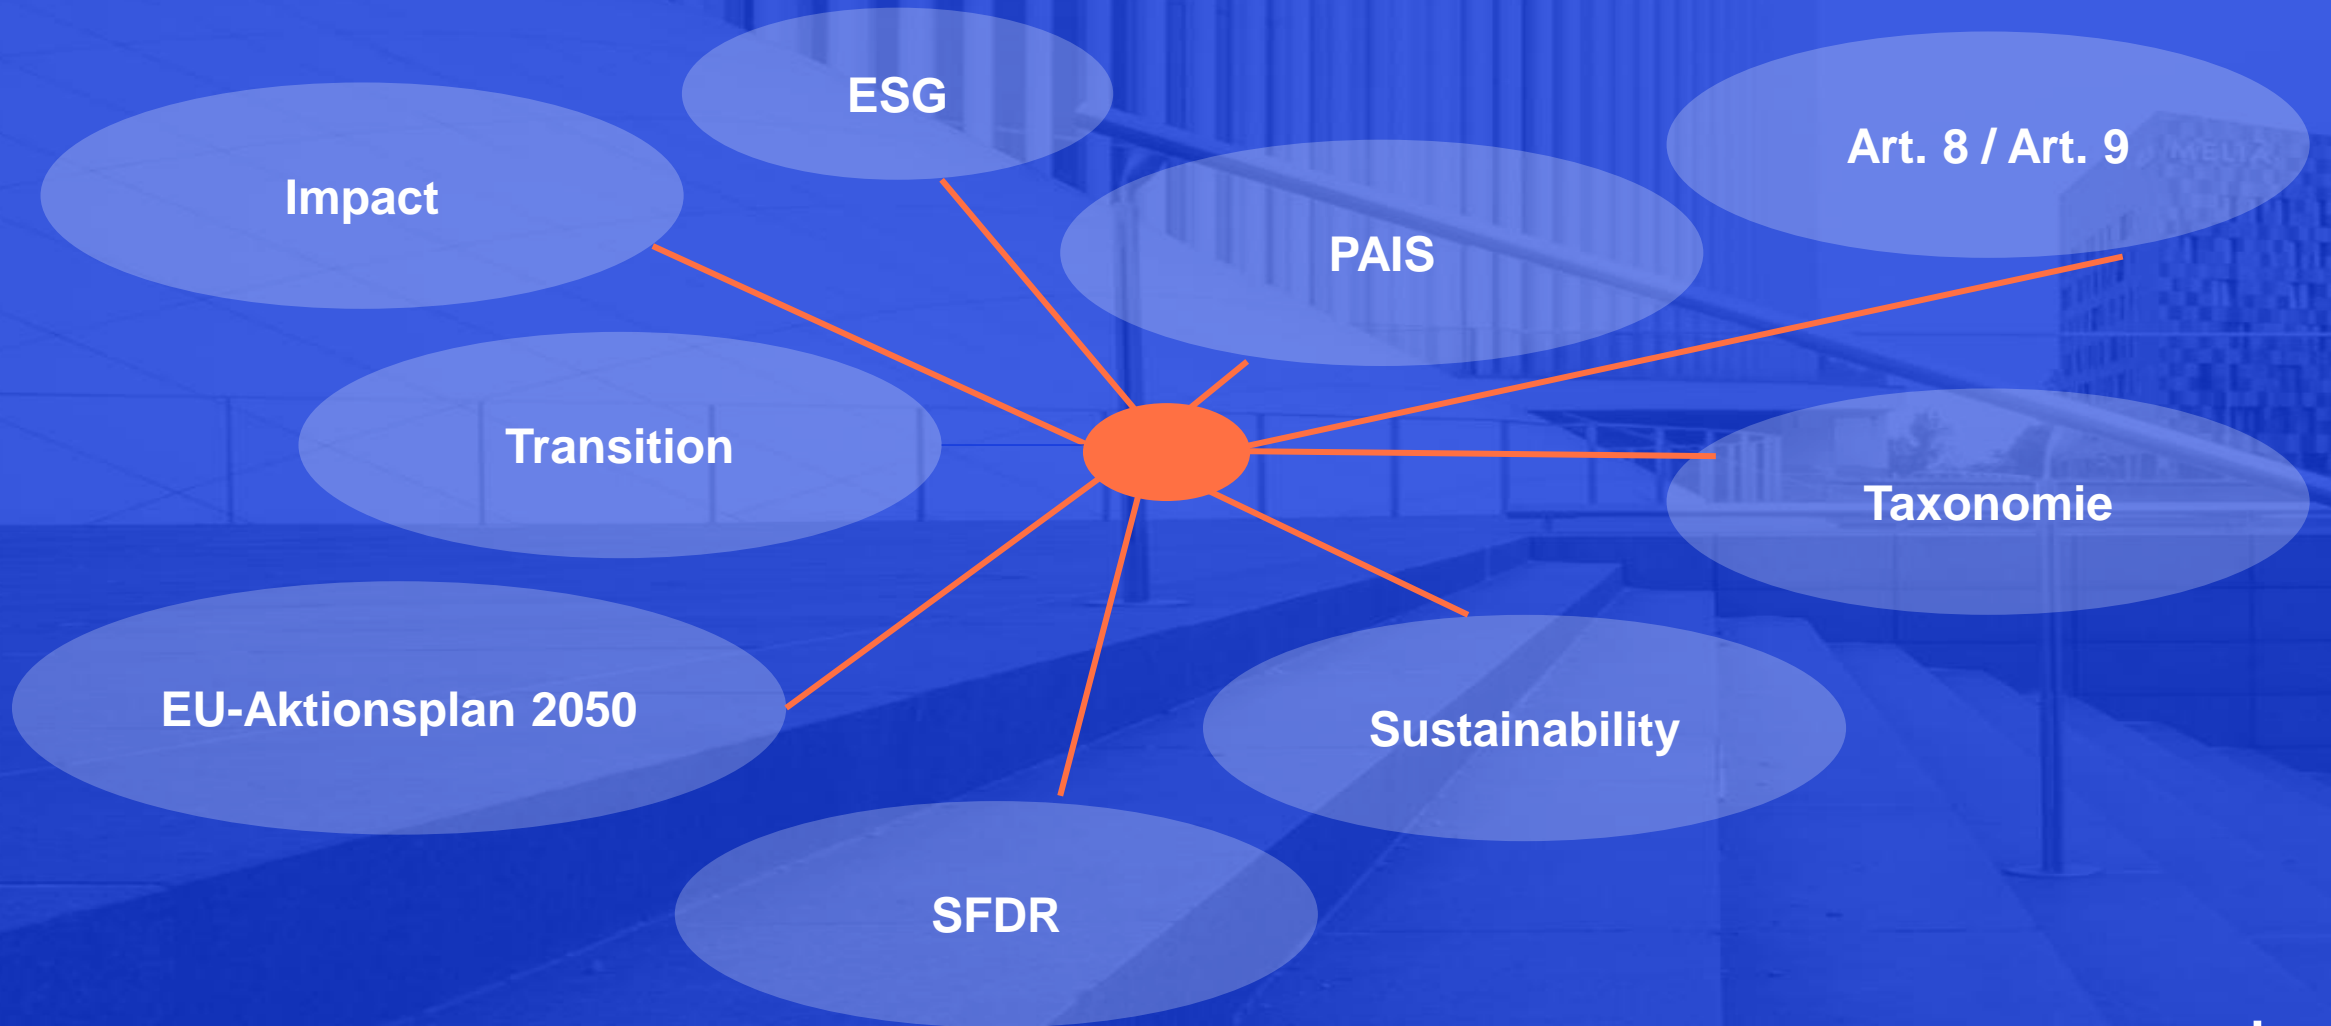 ESG
Impact
Art. 8 / Art. 9
PAIS
Transition
Taxonomie
EU-Aktionsplan 2050
Sustainability
SFDR